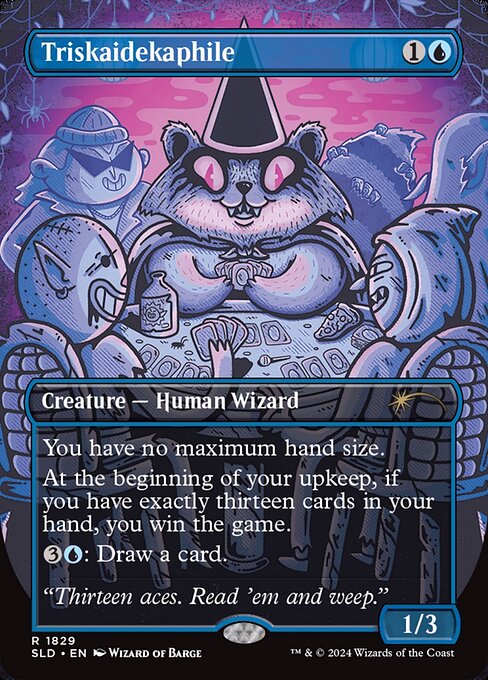 Triskaidekaphile 1
Creature — Human Wizard
You have no maximum hand size.
At the beginning of your upkeep, if
you have exactly thirteen cards in your
hand, you win the game.
3: Draw a card.
“Thirteen aces. Read ’em and weep.”
1/3
R 1829
SLD • EN Wizard of Barge
™ & © 2024 Wizards of the Coast